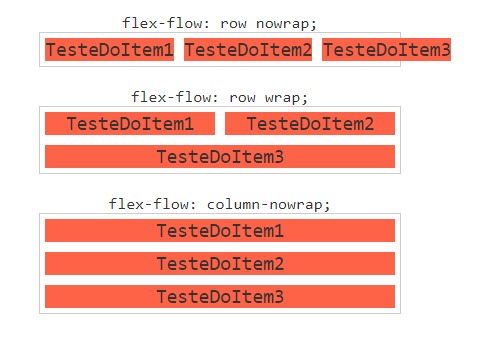 flex-flow: row nowrap;
TesteDoItem1 TesteDoItem2 TesteDoItem3
flex-flow: row wrap;
TesteDoItem1 TesteDoItem2
TesteDoItem3
flex-flow: column-nowrap;
TesteDoItem1
TesteDoItem2
TesteDoItem3